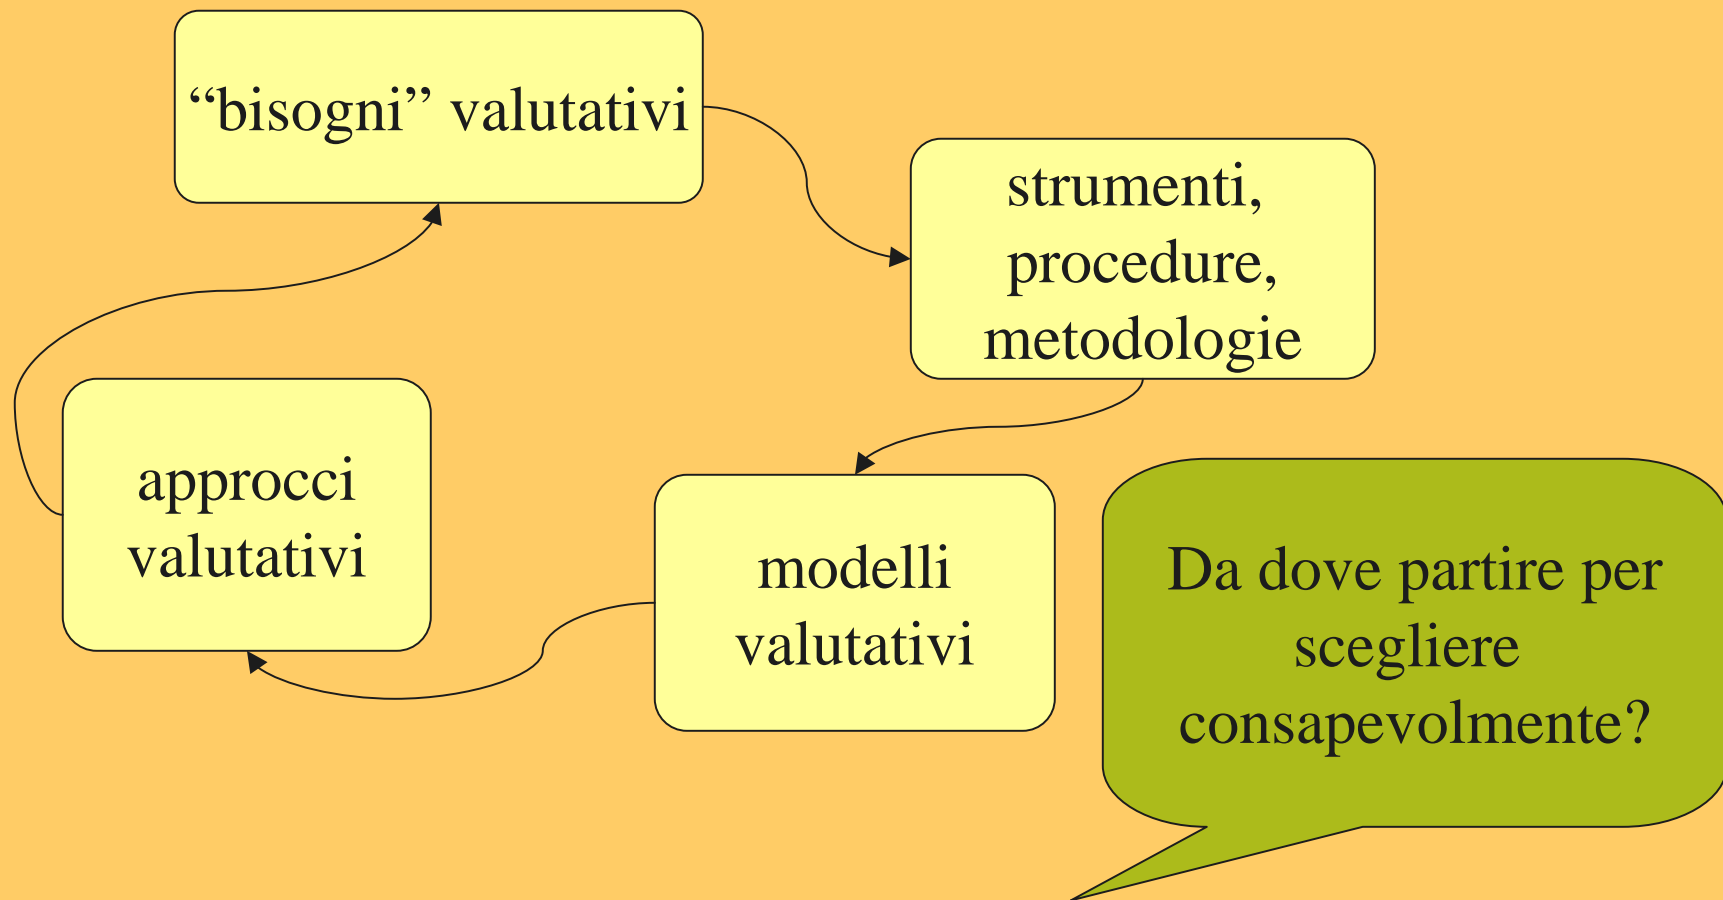 “bisogni” valutativi
strumenti,
procedure,
metodologie
approcci
valutativi
modelli
valutativi
Da dove partire per
scegliere
consapevolmente?